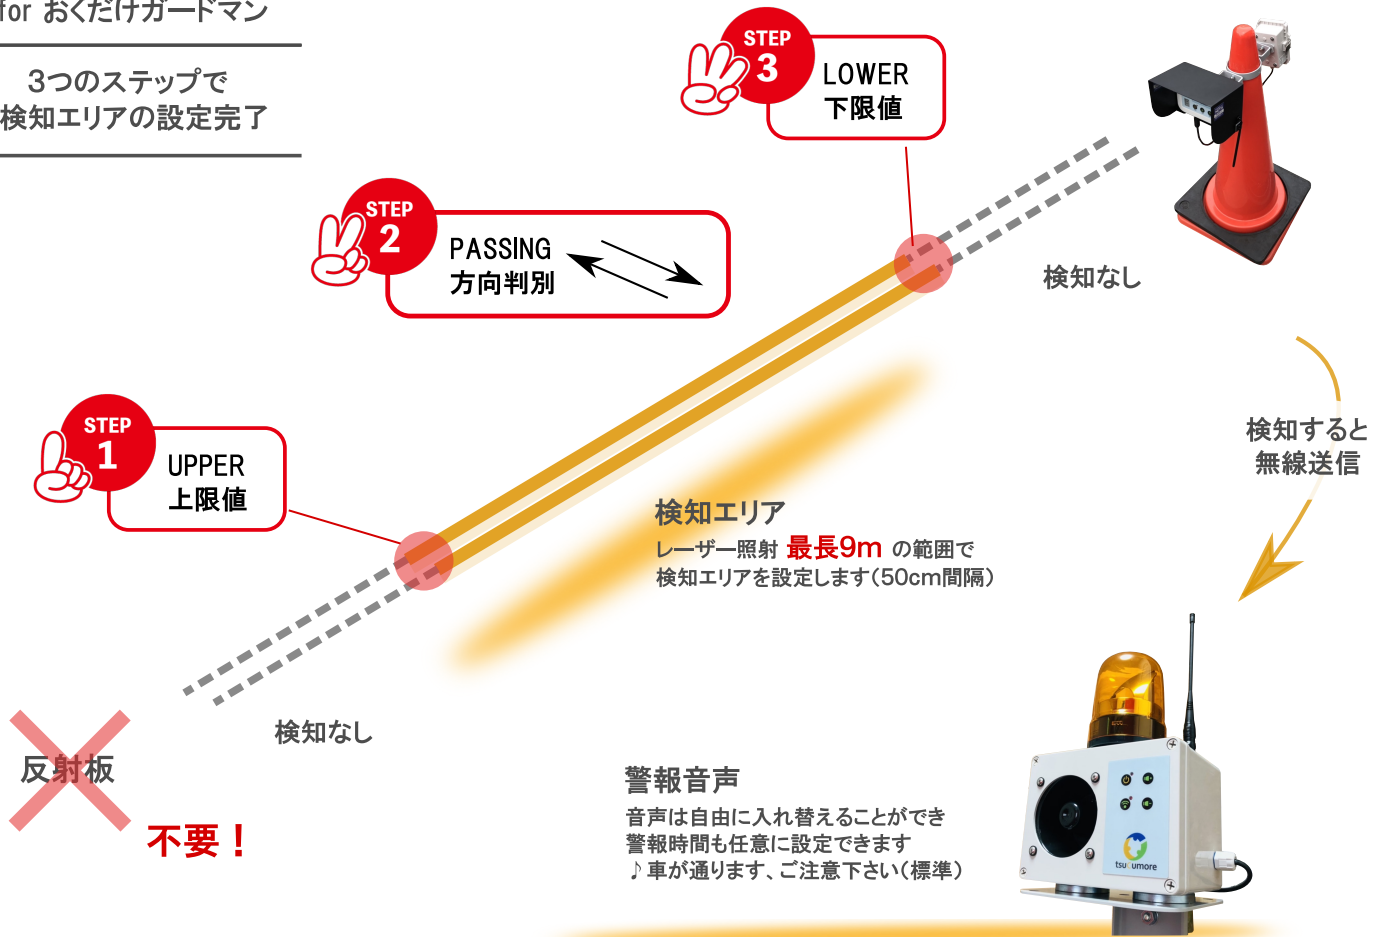 for おくだけガードマン
3つのステップで
検知エリアの設定完了
STEP
3
LOWER
下限値
STEP
2
PASSING
方向判別
検知なし
STEP
1
UPPER
上限値
検知すると
無線送信
検知エリア
レーザー照射 最長9m の範囲で
検知エリアを設定します(50cm間隔)
検知なし
反射板
不要！
警報音声
音声は自由に入れ替えることができ
警報時間も任意に設定できます
♪車が通ります、ご注意下さい(標準)